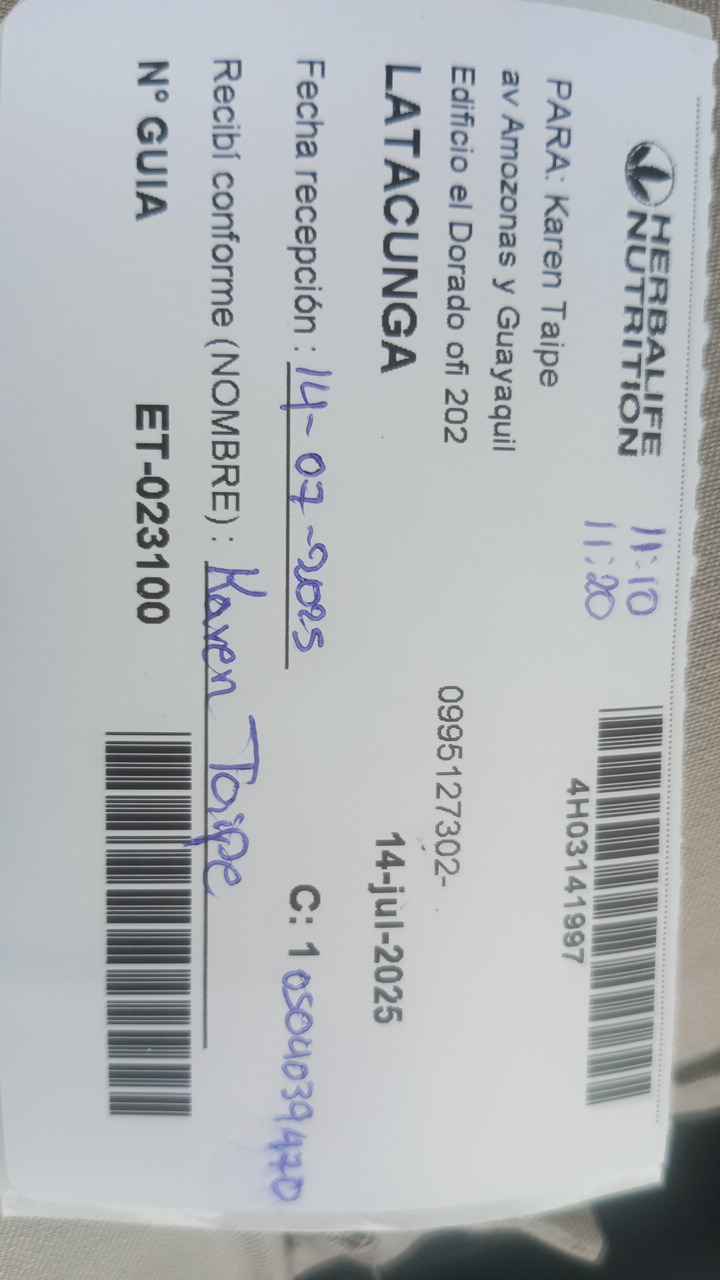 HERBALIFE
NUTRITION
11:10
11:20
4H03141997
PARA: Karen Taipe
av Amozonas y Guayaquil
Edificio el Dorado ofi 202
0995127302-
LATACUNGA
14-jul-2025
Fecha recepción : 14-07-2025
C: 1 0504039470
Recibí conforme (NOMBRE) : Karen Taipe
N° GUIA ET-023100